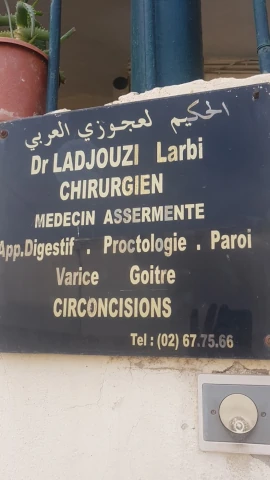 الحكيم لعجوزي العربي
Dr LADJOUZI Larbi
CHIRURGIEN
MEDECIN ASSERMENTE
App.Digestif . Proctologie . Paroi
Varice Goitre
CIRCONCISIONS
Tel : (02) 67.75.66